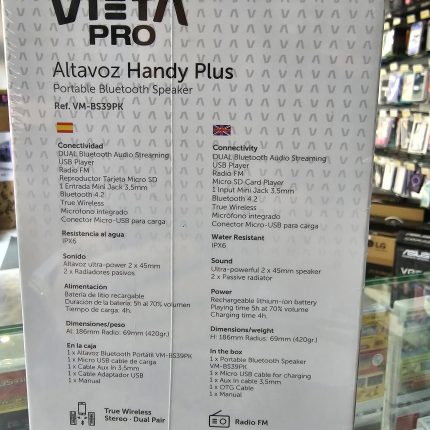 VIETA
PRO
Altavoz Handy Plus
Portable Bluetooth Speaker
Ref. VM-BS39PK
Conectividad
DUAL Bluetooth Audio Streaming
USB Player
Radio FM
Reproductor Tarjeta Micro SD
1 Entrada Mini Jack 3,5mm
Bluetooth 4.2
True Wireless
Micrófono integrado
Conector Micro-USB para carga
Resistencia al agua
IPX6
Sonido
Altavoz ultra-power 2 x 45mm
2 x Radiadores pasivos
Alimentación
Batería de litio recargable
Duración de la batería: 5h al 70% volumen
Tiempo de carga: 4h.
Dimensiones/peso
Al: 186mm Radio: 69mm (420gr.)
En la caja
1 x Altavoz Bluetooth Portátil VM-BS39PK
1 x Micro USB cable de carga
1 x Cable Aux In 3,5mm
1 x Cable Adaptador USB
1 x Manual
Connectivity
DUAL Bluetooth Audio Streaming
USB Player
Radio FM
Micro SD Card Player
1 Input Mini Jack 3,5mm
Bluetooth 4.2
True Wireless
Micrófono integrado
Conector Micro-USB para carga
Water Resistant
IPX6
Sound
Ultra-powerful 2 x 45mm speaker
2 x Passive radiator
Power
Rechargeable lithium-ion battery
Playing time 5h at 70% volume
Charging time 4h.
Dimensions/weight
H: 186mm Radius: 69mm (420gr.)
In the box
1 x Portable Bluetooth Speaker
VM-BS39PK
1 x Micro USB cable for charging
1 x Aux In cable 3,5mm
1 x OTG Cable
1 x Manual
True Wireless
Stereo · Dual Pair
Radio FM
LG
ASUS